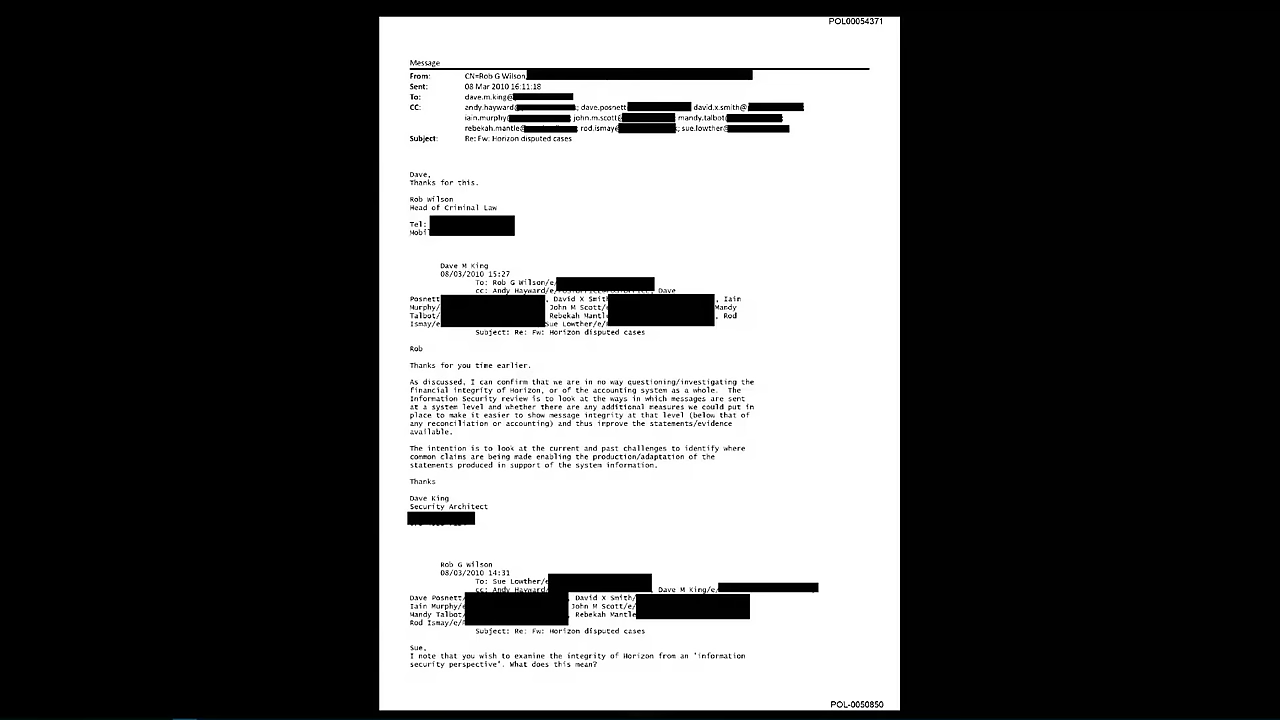 POL00054371
Message
From: CN=Rob G Wilson,
Sent: 08 Mar 2010 16:11:18
To: dave.m.king@
CC: andy.hayward@ ; dave.posnett david.x.smith@
iain.murphy@ ; john.m.scott@ ; mandy.talbot
rebekah.mantle@ ; rod.ismay@ ; sue.lowther@
Subject: Re: Fw: Horizon disputed cases
Dave,
Thanks for this.
Rob Wilson
Head of Criminal Law
Tel:
Mobil
Dave M King
08/03/2010 15:27
To: Rob G Wilson/e/
cc: Andy Hayward/e/ , Dave
Posnett , David X Smith , Iain
Murphy/ John M Scott/ Mandy
Talbot/ Rebekah Mantle , Rod
Ismay/e/ Sue Lowther/e/
Subject: Re: Fw: Horizon disputed cases
Rob
Thanks for you time earlier.
As discussed, I can confirm that we are in no way questioning/investigating the
financial integrity of Horizon, or of the accounting system as a whole. The
Information Security review is to look at the ways in which messages are sent
at a system level and whether there are any additional measures we could put in
place to make it easier to show message integrity at that level (below that of
any reconciliation or accounting) and thus improve the statements/evidence
available.
The intention is to look at the current and past challenges to identify where
common claims are being made enabling the production/adaptation of the
statements produced in support of the system information.
Thanks
Dave King
Security Architect
Rob G Wilson
08/03/2010 14:31
To: Sue Lowther/e
cc: Andy Hayward/ , Dave M King/e/
Dave Posnett/ , David X Smith/
Iain Murphy/e John M Scott/e/
Mandy Talbot/ , Rebekah Mantle
Rod Ismay/e/
Subject: Re: Fw: Horizon disputed cases
Sue,
I note that you wish to examine the integrity of Horizon from an 'information
security perspective'. What does this mean?
POL-0050850